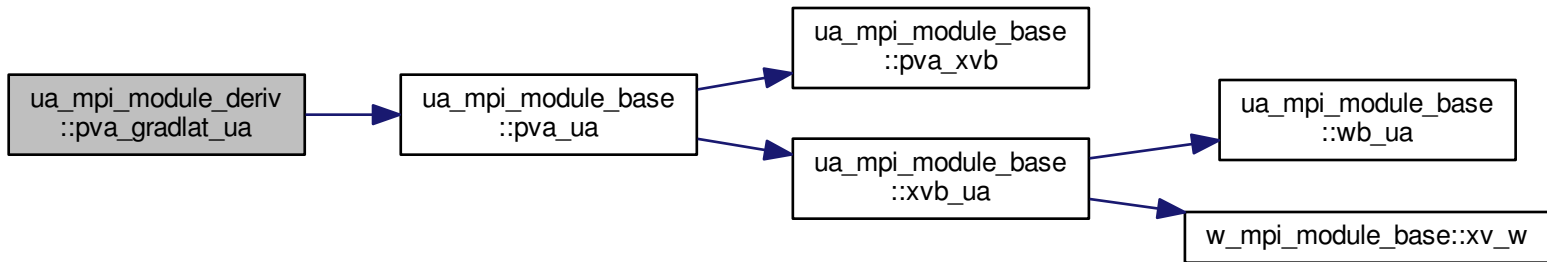 ua_mpi_module_deriv
::pva_gradlat_ua
ua_mpi_module_base
::pva_ua
ua_mpi_module_base
::pva_xvb
ua_mpi_module_base
::xvb_ua
ua_mpi_module_base
::wb_ua
w_mpi_module_base::xv_w